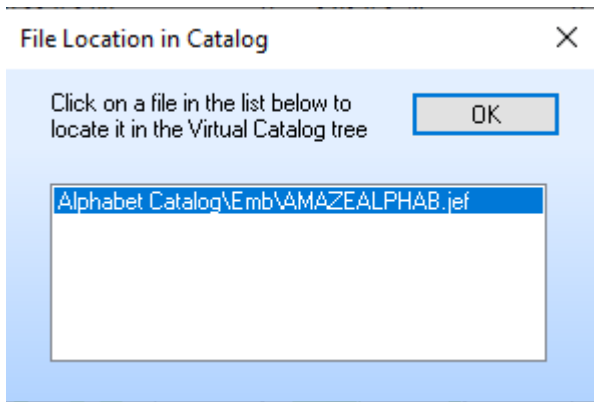 File Location in Catalog
Click on a file in the list below to
locate it in the Virtual Catalog tree
OK
Alphabet Catalog\Emb\AMAZEALPHAB.jef